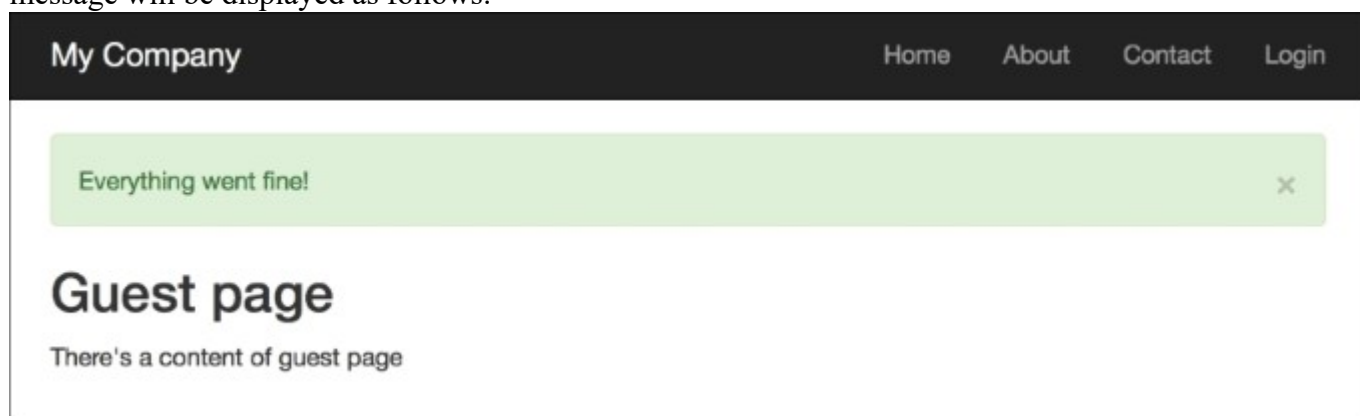 message will be displayed as follows:
My Company Home About Contact Login
Everything went fine! ×
Guest page
There's a content of guest page